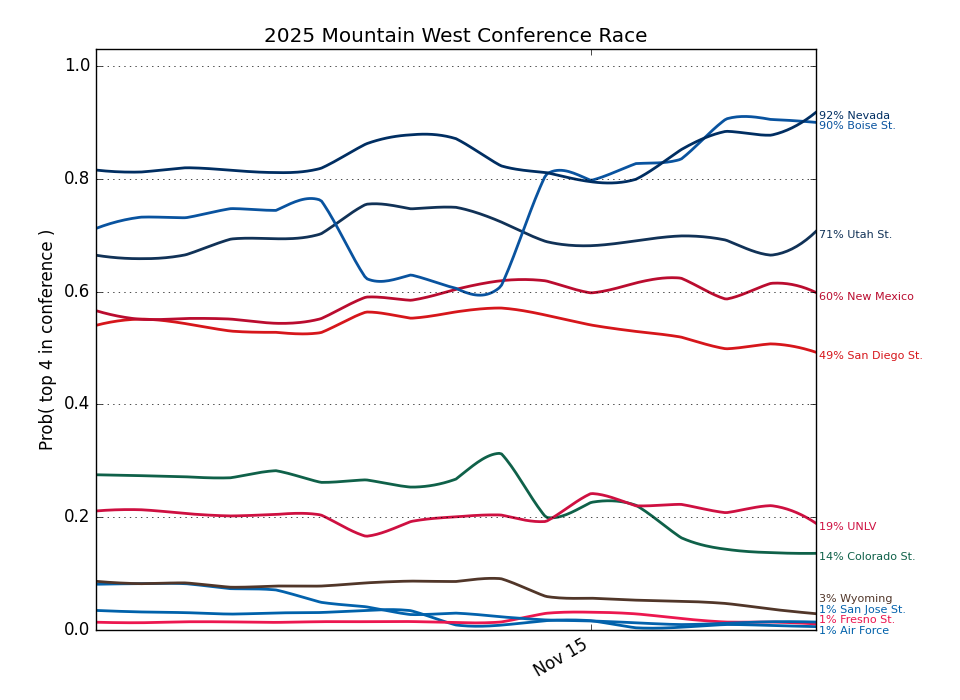 2025 Mountain West Conference Race
1.0
0.8
0.6
0.4
0.2
0.0
Prob( top 4 in conference )
Nov 15
92% Nevada
90% Boise St.
71% Utah St.
60% New Mexico
49% San Diego St.
19% UNLV
14% Colorado St.
3% Wyoming
1% San Jose St.
1% Fresno St.
1% Air Force